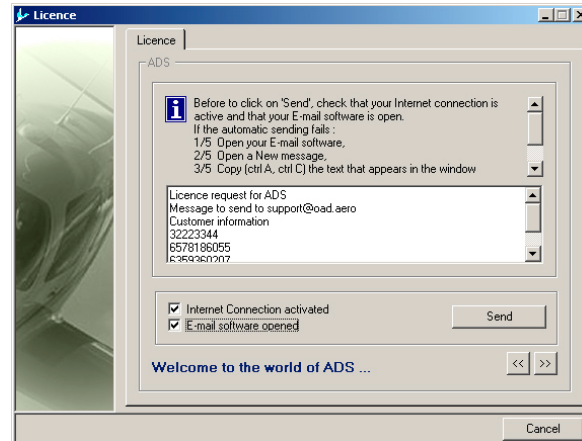 Licence
Licence
ADS
Before to click on 'Send', check that your Internet connection is
active and that your E-mail software is open.
If the automatic sending fails :
1/5 Open your E-mail software,
2/5 Open a New message,
3/5 Copy (ctrl A, ctrl C) the text that appears in the window
Licence request for ADS
Message to send to support@oad.aero
Customer information
32223344
6578186055
6359360207
Internet Connection activated
E-mail software opened
Send
Welcome to the world of ADS ...
<< >>
Cancel